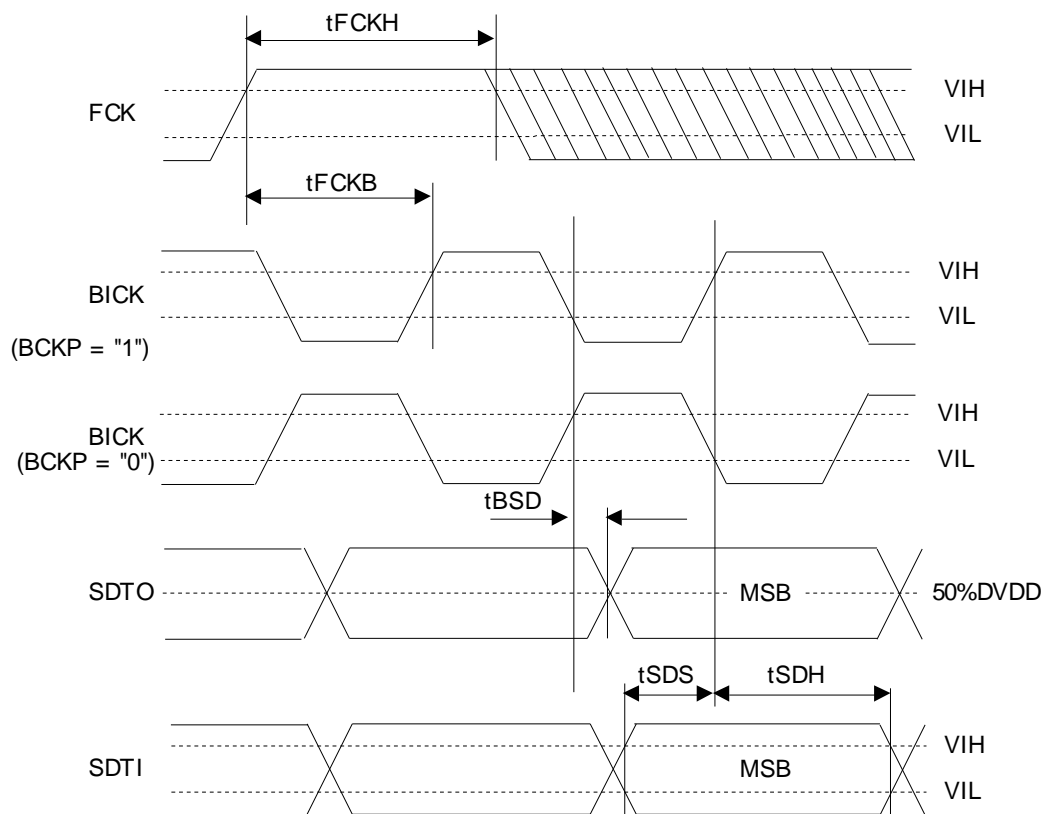 tFCKH
FCK
VIH
VIL
tFCKB
BICK
(BCKP = "1")
VIH
VIL
BICK
(BCKP = "0")
VIH
VIL
tBSD
SDTO
MSB
50%DVDD
tSDS
tSDH
SDTI
MSB
VIH
VIL